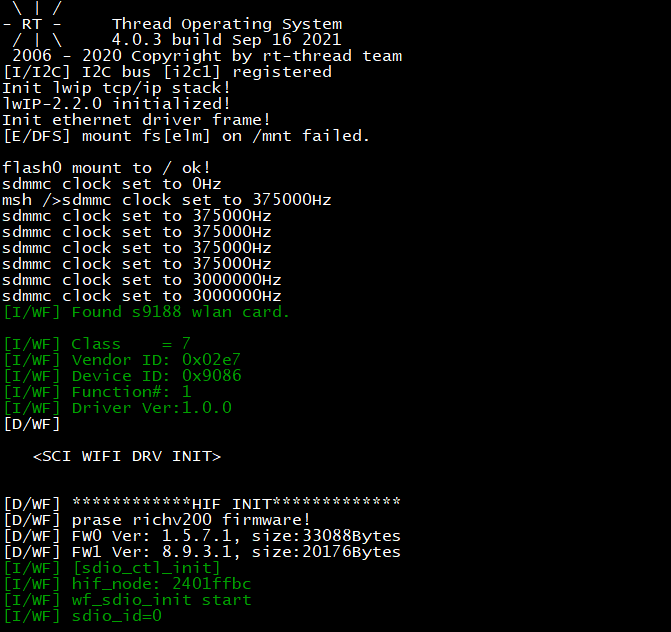 \ | /
- RT -     Thread Operating System
 / | \     4.0.3 build Sep 16 2021
 2006 - 2020 Copyright by rt-thread team
[I/I2C] I2C bus [i2c1] registered
Init lwip tcp/ip stack!
lwIP-2.2.0 initialized!
Init ethernet driver frame!
[E/DFS] mount fs[elm] on /mnt failed.

flash0 mount to / ok!
sdmmc clock set to 0Hz
msh />sdmmc clock set to 375000Hz
sdmmc clock set to 375000Hz
sdmmc clock set to 375000Hz
sdmmc clock set to 375000Hz
sdmmc clock set to 375000Hz
sdmmc clock set to 3000000Hz
sdmmc clock set to 3000000Hz
[I/WF] Found s9188 wlan card.

[I/WF] Class    = 7
[I/WF] Vendor ID: 0x02e7
[I/WF] Device ID: 0x9086
[I/WF] Function#: 1
[I/WF] Driver Ver:1.0.0
[D/WF]

   <SCI WIFI DRV INIT>


[D/WF] ************HIF INIT*************
[D/WF] prase richv200 firmware!
[D/WF] FW0 Ver: 1.5.7.1, size:33088Bytes
[D/WF] FW1 Ver: 8.9.3.1, size:20176Bytes
[I/WF] [sdio_ctl_init]
[I/WF] hif_node: 2401ffbc
[I/WF] wf_sdio_init start
[I/WF] sdio_id=0